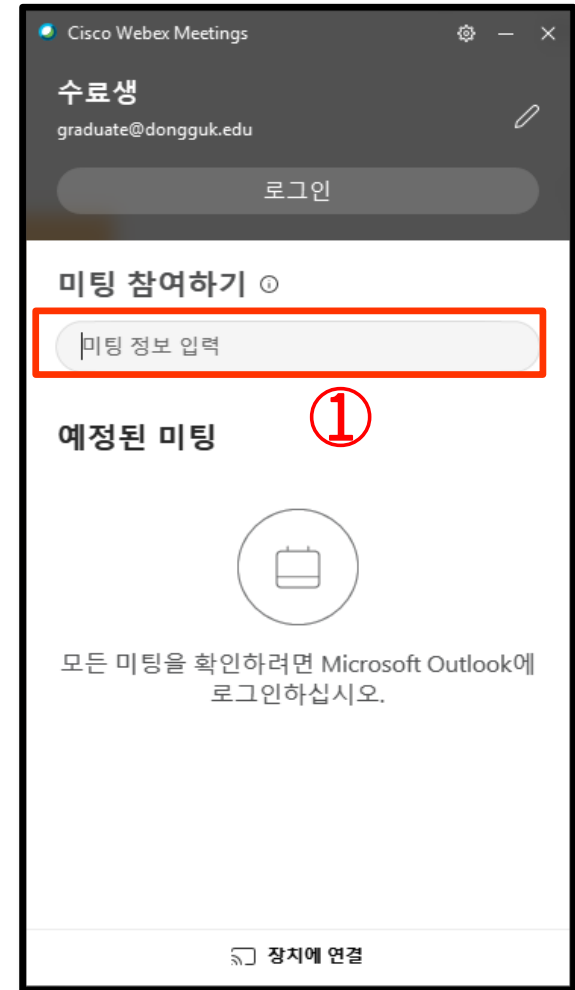 Cisco Webex Meetings
수료생
graduate@dongguk.edu
로그인
미팅 참여하기
미팅 정보 입력
①
예정된 미팅
모든 미팅을 확인하려면 Microsoft Outlook에
로그인하십시오.
장치에 연결